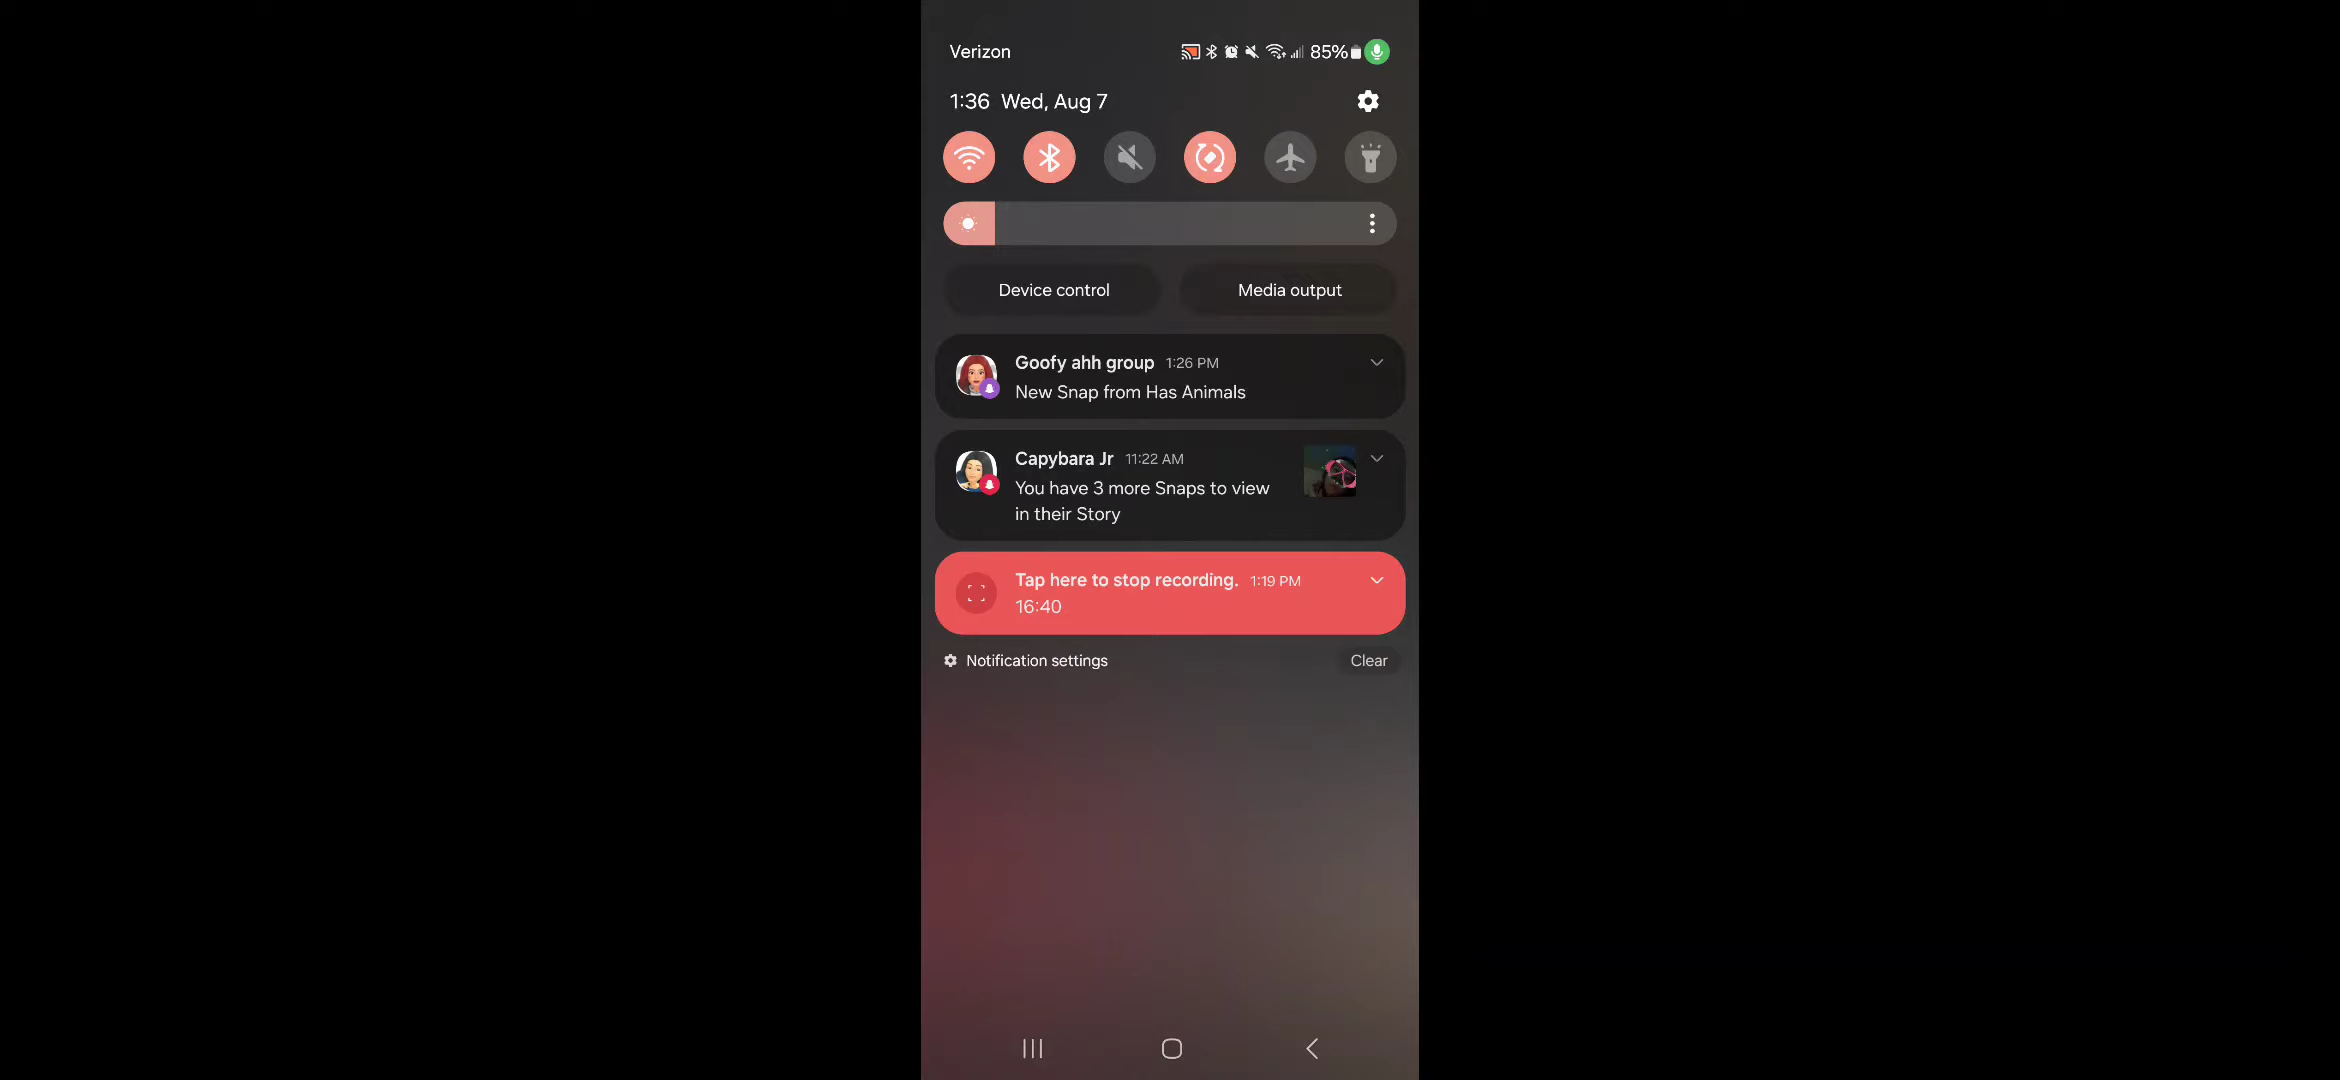 Verizon 85%
1:36 Wed, Aug 7
Device control
Media output
Goofy ahh group 1:26 PM
New Snap from Has Animals
Capybara Jr 11:22 AM
You have 3 more Snaps to view
in their Story
Tap here to stop recording. 1:19 PM
16:40
Notification settings
Clear